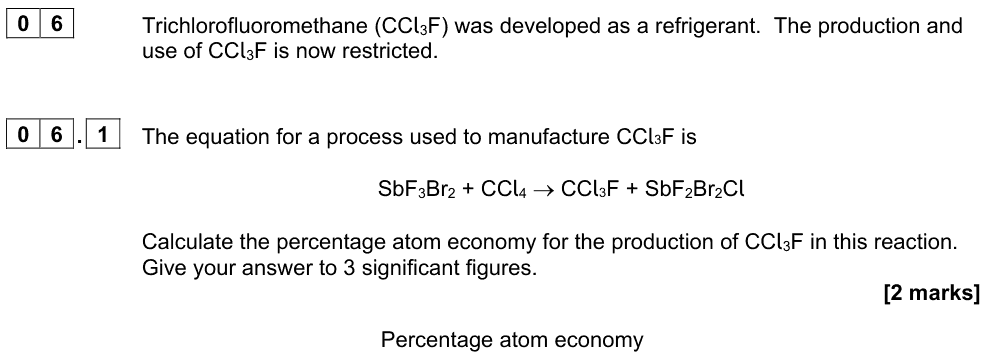 0 6 Trichlorofluoromethane (CCl₃F) was developed as a refrigerant. The production and
use of CCl₃F is now restricted.
0 6 . 1 The equation for a process used to manufacture CCl₃F is
SbF₃Br₂ + CCl₄ → CCl₃F + SbF₂Br₂Cl
Calculate the percentage atom economy for the production of CCl₃F in this reaction.
Give your answer to 3 significant figures.
[2 marks]
Percentage atom economy